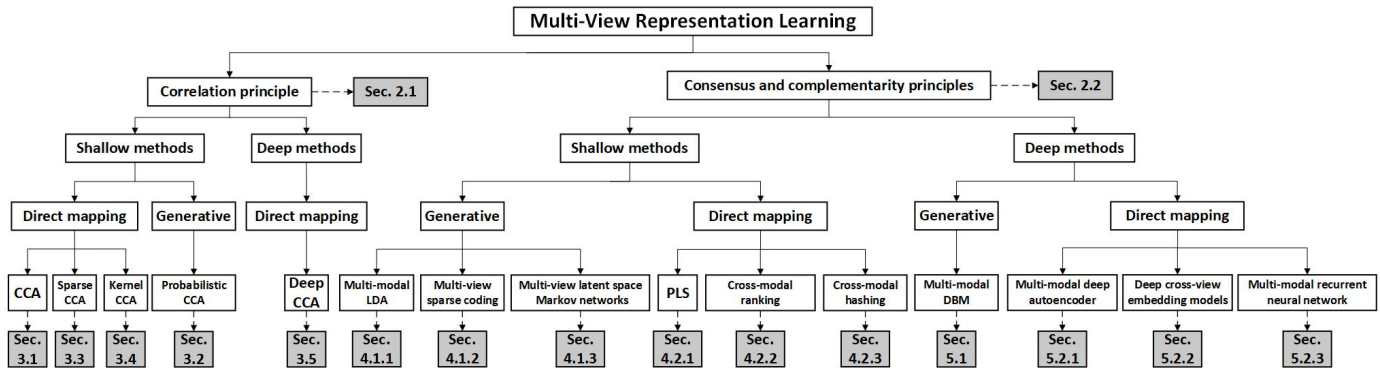 Multi-View Representation Learning
Correlation principle
Sec. 2.1
Consensus and complementarity principles
Sec. 2.2
Shallow methods
Deep methods
Shallow methods
Deep methods
Direct mapping
Generative
Direct mapping
Generative
Direct mapping
Generative
Direct mapping
CCA
Sparse
CCA
Kernel
CCA
Probabilistic
CCA
Deep
CCA
Multi-modal
LDA
Multi-view
sparse coding
Multi-view latent space
Markov networks
PLS
Cross-modal
ranking
Cross-modal
hashing
Multi-modal
DBM
Multi-modal deep
autoencoder
Deep cross-view
embedding models
Multi-modal recurrent
neural network
Sec.
3.1
Sec.
3.3
Sec.
3.4
Sec.
3.2
Sec.
3.5
Sec.
4.1.1
Sec.
4.1.2
Sec.
4.1.3
Sec.
4.2.1
Sec.
4.2.2
Sec.
4.2.3
Sec.
5.1
Sec.
5.2.1
Sec.
5.2.2
Sec.
5.2.3